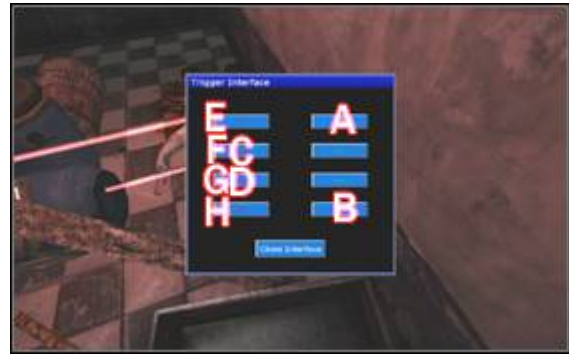 Trigger Interface
E A
F C
G D
H B
Close Interface